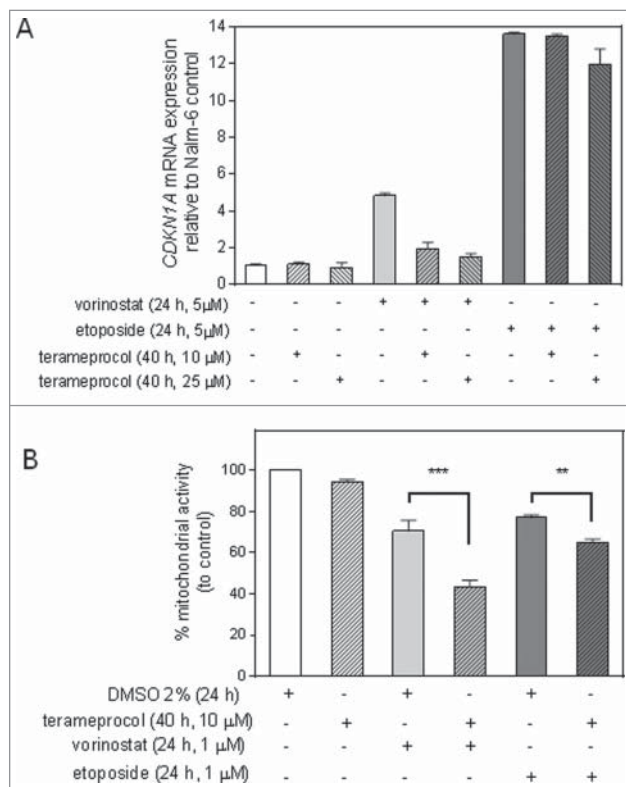 A
CDKN1A mRNA expression
relative to Nalm-6 control
14
12
10
8
6
4
2
0
vorinostat (24 h, 5µM) - - - + + + - - -
etoposide (24 h, 5µM) - - - - - - + + +
terameprocol (40 h, 10 µM) - + - - + - - + -
terameprocol (40 h, 25 µM) - - + - - + - - +
B
% mitochondrial activity
(to control)
100
80
60
40
20
0
***
**
DMSO 2% (24 h) + - + - + -
terameprocol (40 h, 10 µM) - + - + - +
vorinostat (24 h, 1 µM) - - + + - -
etoposide (24 h, 1 µM) - - - - + +